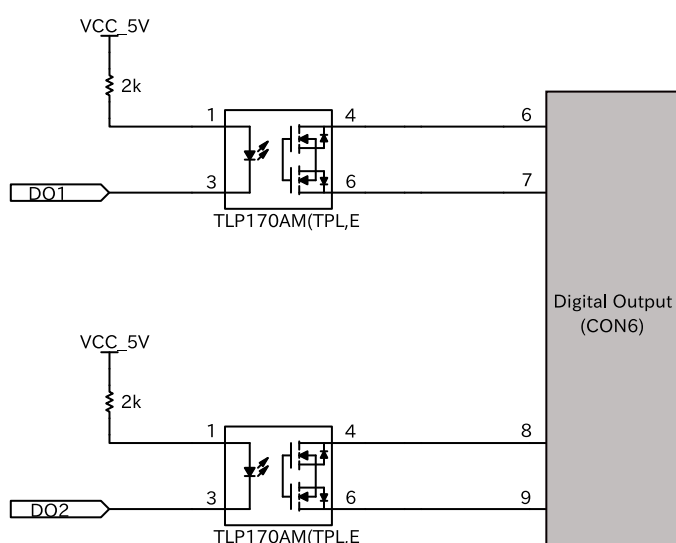 VCC_5V
2k
1
4
6
3
6
7
DO1
TLP170AM(TPL,E
Digital Output
(CON6)
VCC_5V
2k
1
4
8
3
6
9
DO2
TLP170AM(TPL,E